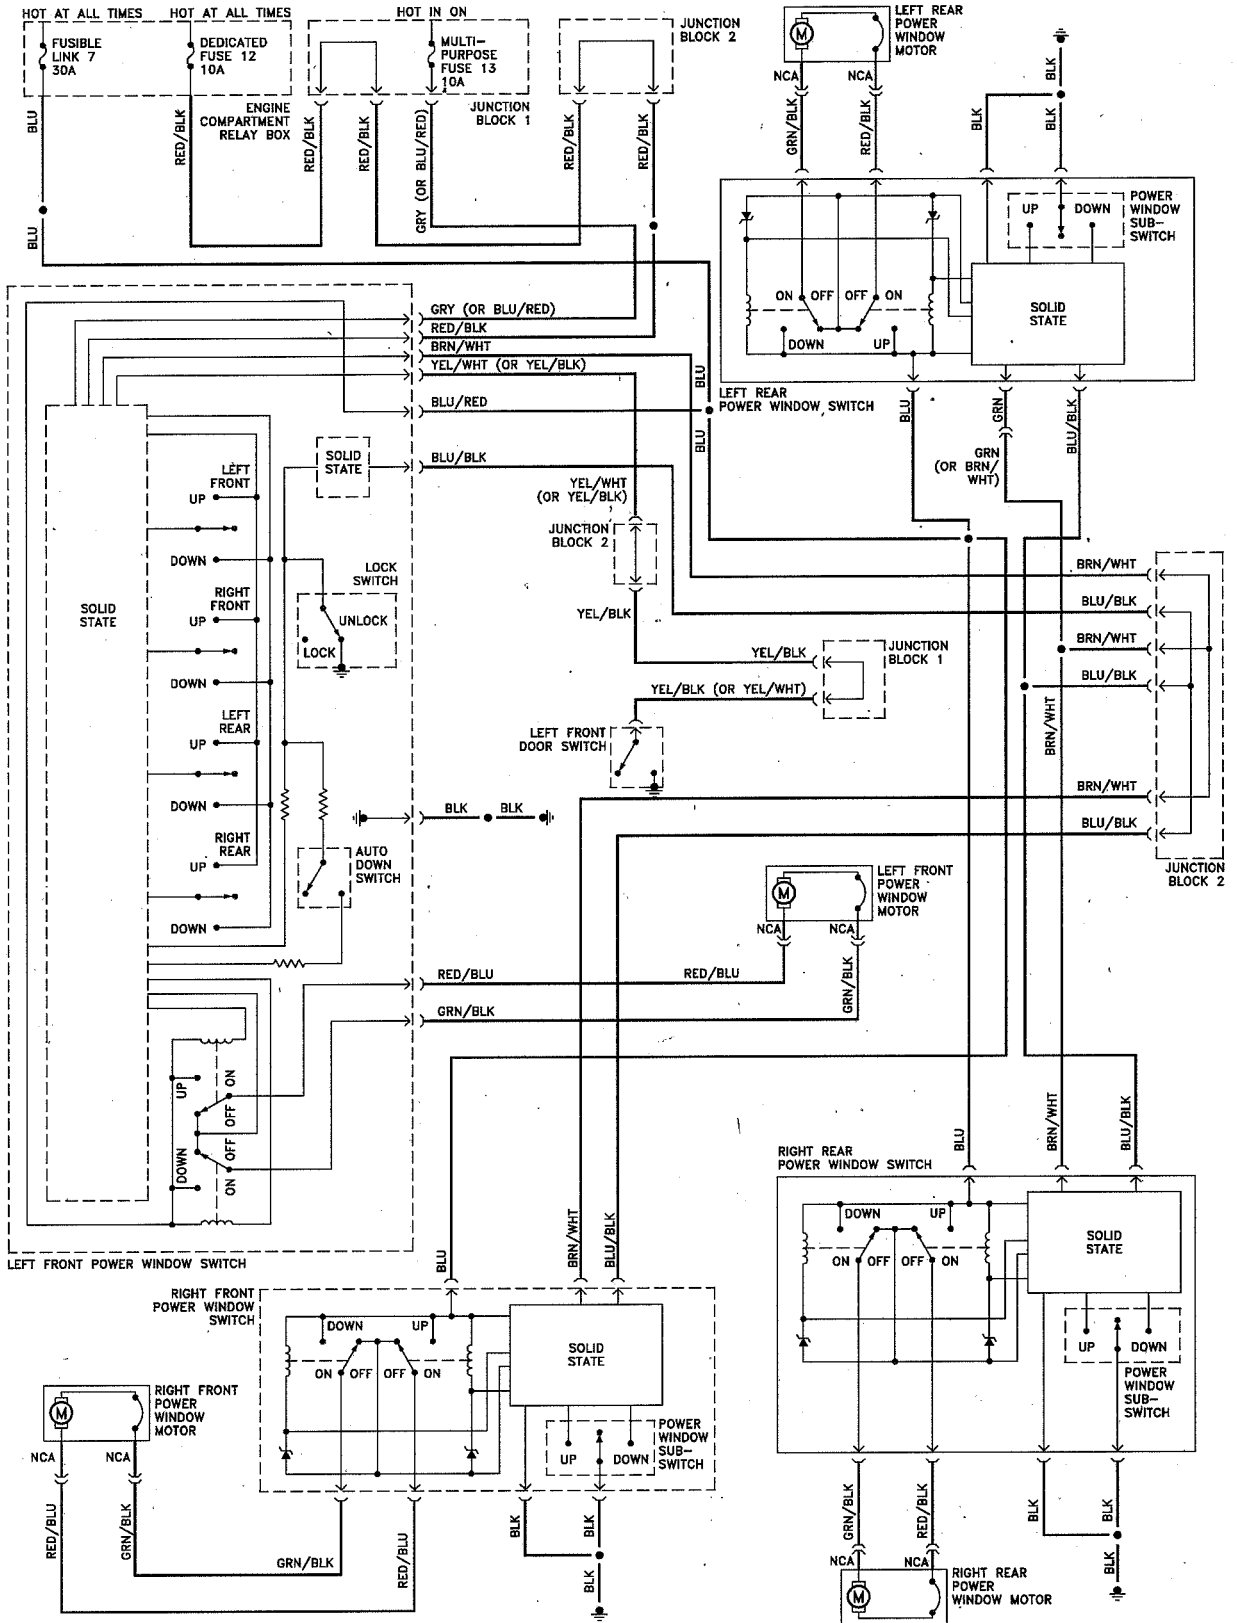 HOT AT ALL TIMES
HOT AT ALL TIMES
HOT IN ON
FUSIBLE
LINK 7
30A
DEDICATED
FUSE 12
10A
MULTI-
PURPOSE
FUSE 13
10A
JUNCTION
BLOCK 2
ENGINE
COMPARTMENT
RELAY BOX
JUNCTION
BLOCK 1
BLU
RED/BLK
RED/BLK
RED/BLK
GRY (OR BLU/RED)
RED/BLK
RED/BLK
BLU
LEFT REAR
POWER
WINDOW
MOTOR
M
NCA
NCA
GRN/BLK
RED/BLK
BLK
BLK
BLK
POWER
WINDOW
SUB-
SWITCH
UP
DOWN
ON
OFF
OFF
ON
DOWN
UP
SOLID
STATE
LEFT REAR
POWER WINDOW SWITCH
GRY (OR BLU/RED)
RED/BLK
BRN/WHT
YEL/WHT (OR YEL/BLK)
BLU/RED
BLU/BLK
BLU
BLU
BLU
GRN
BLU/BLK
GRN
(OR BRN/
WHT)
SOLID
STATE
SOLID
STATE
LEFT
FRONT
UP
DOWN
RIGHT
FRONT
UP
DOWN
LEFT
REAR
UP
DOWN
RIGHT
REAR
UP
DOWN
LOCK
SWITCH
UNLOCK
LOCK
YEL/WHT
(OR YEL/BLK)
JUNCTION
BLOCK 2
YEL/BLK
YEL/BLK
JUNCTION
BLOCK 1
YEL/BLK (OR YEL/WHT)
LEFT FRONT
DOOR SWITCH
BRN/WHT
BLU/BLK
BRN/WHT
BLU/BLK
BRN/WHT
BRN/WHT
BLU/BLK
JUNCTION
BLOCK 2
BLK
BLK
AUTO
DOWN
SWITCH
LEFT FRONT
POWER
WINDOW
MOTOR
M
NCA
NCA
RED/BLU
RED/BLU
GRN/BLK
GRN/BLK
UP
ON
OFF
OFF
DOWN
ON
LEFT FRONT POWER WINDOW SWITCH
BLU
BRN/WHT
BLU/BLK
BLU
BRN/WHT
BLU/BLK
RIGHT REAR
POWER WINDOW SWITCH
DOWN
UP
ON
OFF
OFF
ON
SOLID
STATE
UP
DOWN
POWER
WINDOW
SUB-
SWITCH
RIGHT FRONT
POWER WINDOW
SWITCH
DOWN
UP
ON
OFF
OFF
ON
SOLID
STATE
UP
DOWN
POWER
WINDOW
SUB-
SWITCH
RIGHT FRONT
POWER
WINDOW
MOTOR
M
NCA
NCA
RED/BLU
GRN/BLK
GRN/BLK
RED/BLU
BLK
BLK
BLK
GRN/BLK
RED/BLK
BLK
BLK
BLK
NCA
NCA
M
RIGHT REAR
POWER
WINDOW MOTOR